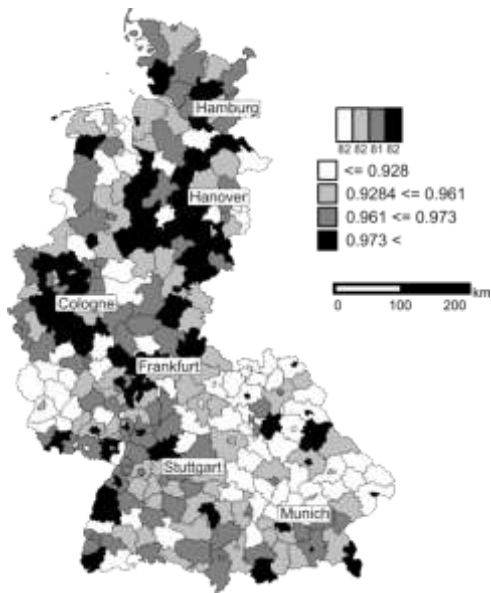 Hamburg
82 82 81 82
<= 0.928
0.9284 <= 0.961
Hanover
0.961 <= 0.973
0.973 <
km
0 100 200
Cologne
Frankfurt
Stuttgart
Munich